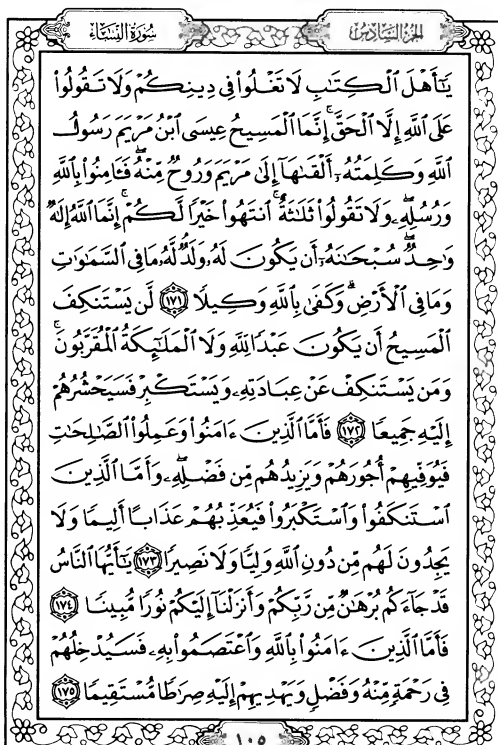 الجزء السادس
سورة النساء
يَـٰٓأَهۡلَ ٱلۡكِتَـٰبِ لَا تَغۡلُواْ فِى دِينِكُمۡ وَلَا تَقُولُواْ
عَلَى ٱللَّهِ إِلَّا ٱلۡحَقَّۚ إِنَّمَا ٱلۡمَسِيحُ عِيسَى ٱبۡنُ مَرۡيَمَ رَسُولُ
ٱللَّهِ وَكَلِمَتُهُۥٓ أَلۡقَىٰهَآ إِلَىٰ مَرۡيَمَ وَرُوحٞ مِّنۡهُۖ فَـَٔامِنُواْ بِٱللَّهِ
وَرُسُلِهِۦۖ وَلَا تَقُولُواْ ثَلَـٰثَةٌۚ ٱنتَهُواْ خَيۡرٗا لَّكُمۡۚ إِنَّمَا ٱللَّهُ إِلَـٰهٞ
وَٰحِدٞۖ سُبۡحَـٰنَهُۥٓ أَن يَكُونَ لَهُۥ وَلَدٞۘ لَّهُۥ مَا فِى ٱلسَّمَـٰوَٰتِ
وَمَا فِى ٱلۡأَرۡضِۗ وَكَفَىٰ بِٱللَّهِ وَكِيلٗا ١٧١ لَّن يَسۡتَنكِفَ
ٱلۡمَسِيحُ أَن يَكُونَ عَبۡدٗا لِّلَّهِ وَلَا ٱلۡمَلَـٰٓئِكَةُ ٱلۡمُقَرَّبُونَۚ
وَمَن يَسۡتَنكِفۡ عَنۡ عِبَادَتِهِۦ وَيَسۡتَكۡبِرۡ فَسَيَحۡشُرُهُمۡ
إِلَيۡهِ جَمِيعٗا ١٧٢ فَأَمَّا ٱلَّذِينَ ءَامَنُواْ وَعَمِلُواْ ٱلصَّـٰلِحَـٰتِ
فَيُوَفِّيهِمۡ أُجُورَهُمۡ وَيَزِيدُهُم مِّن فَضۡلِهِۦۖ وَأَمَّا ٱلَّذِينَ
ٱسۡتَنكَفُواْ وَٱسۡتَكۡبَرُواْ فَيُعَذِّبُهُمۡ عَذَابًا أَلِيمٗا وَلَا
يَجِدُونَ لَهُم مِّن دُونِ ٱللَّهِ وَلِيّٗا وَلَا نَصِيرٗا ١٧٣ يَـٰٓأَيُّهَا ٱلنَّاسُ
قَدۡ جَآءَكُم بُرۡهَـٰنٞ مِّن رَّبِّكُمۡ وَأَنزَلۡنَآ إِلَيۡكُمۡ نُورٗا مُّبِينٗا ١٧٤
فَأَمَّا ٱلَّذِينَ ءَامَنُواْ بِٱللَّهِ وَٱعۡتَصَمُواْ بِهِۦ فَسَيُدۡخِلُهُمۡ
فِى رَحۡمَةٖ مِّنۡهُ وَفَضۡلٖ وَيَهۡدِيهِمۡ إِلَيۡهِ صِرَٰطٗا مُّسۡتَقِيمٗا ١٧٥
١٠٥